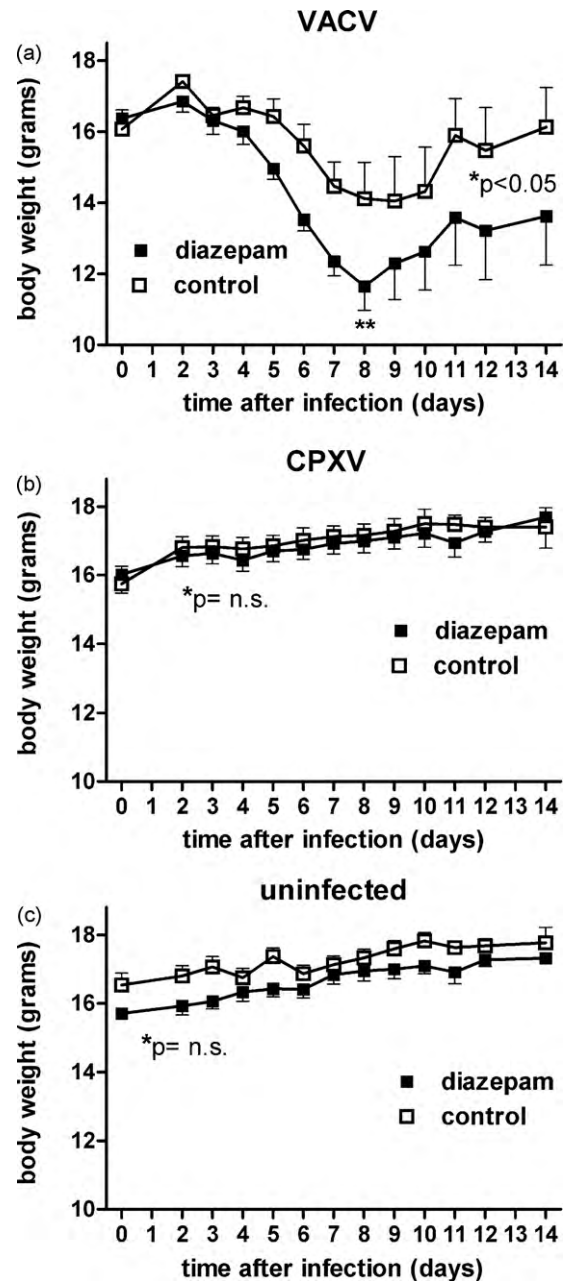 VACV
(a)
18
16
14
12
10
body weight (grams)
*p<0.05
diazepam
control
**
0 1 2 3 4 5 6 7 8 9 10 11 12 13 14
time after infection (days)
CPXV
(b)
18
16
14
12
10
body weight (grams)
*p= n.s.
diazepam
control
0 1 2 3 4 5 6 7 8 9 10 11 12 13 14
time after infection (days)
uninfected
(c)
18
16
14
12
10
body weight (grams)
*p= n.s.
diazepam
control
0 1 2 3 4 5 6 7 8 9 10 11 12 13 14
time after infection (days)